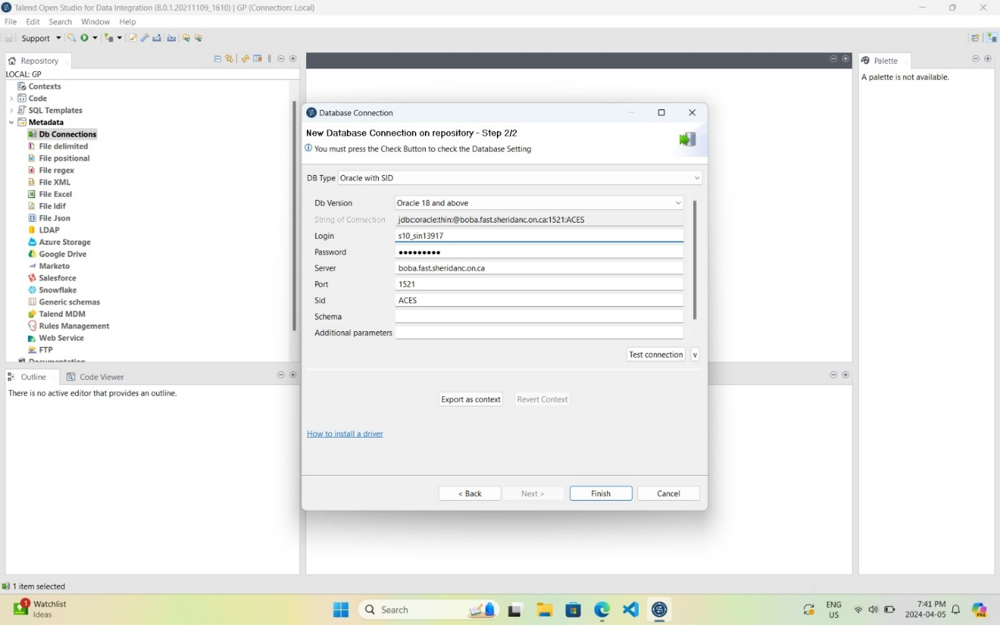 Talend Open Studio for Data Integration (8.0.1.20211109_1610) | GP (Connection: Local)
File Edit Search Window Help
Support
Repository
LOCAL: GP
Contexts
Code
SQL Templates
Metadata
Db Connections
File delimited
File positional
File regex
File XML
File Excel
File ldif
File Json
LDAP
Azure Storage
Google Drive
Marketo
Salesforce
Snowflake
Generic schemas
Talend MDM
Rules Management
Web Service
FTP
Documentation
Outline Code Viewer
There is no active editor that provides an outline.
Palette
A palette is not available.
Database Connection
New Database Connection on repository - Step 2/2
You must press the Check Button to check the Database Setting
DB Type Oracle with SID
Db Version Oracle 18 and above
String of Connection jdbc:oracle:thin:@boba.fast.sheridanc.on.ca:1521:ACES
Login s10_sin13917
Password ●●●●●●●●●
Server boba.fast.sheridanc.on.ca
Port 1521
Sid ACES
Schema
Additional parameters
Test connection v
Export as context Revert Context
How to install a driver
< Back Next > Finish Cancel
1 item selected
1 Watchlist
Ideas
Search
ENG
US
7:41 PM
2024-04-05
PRE